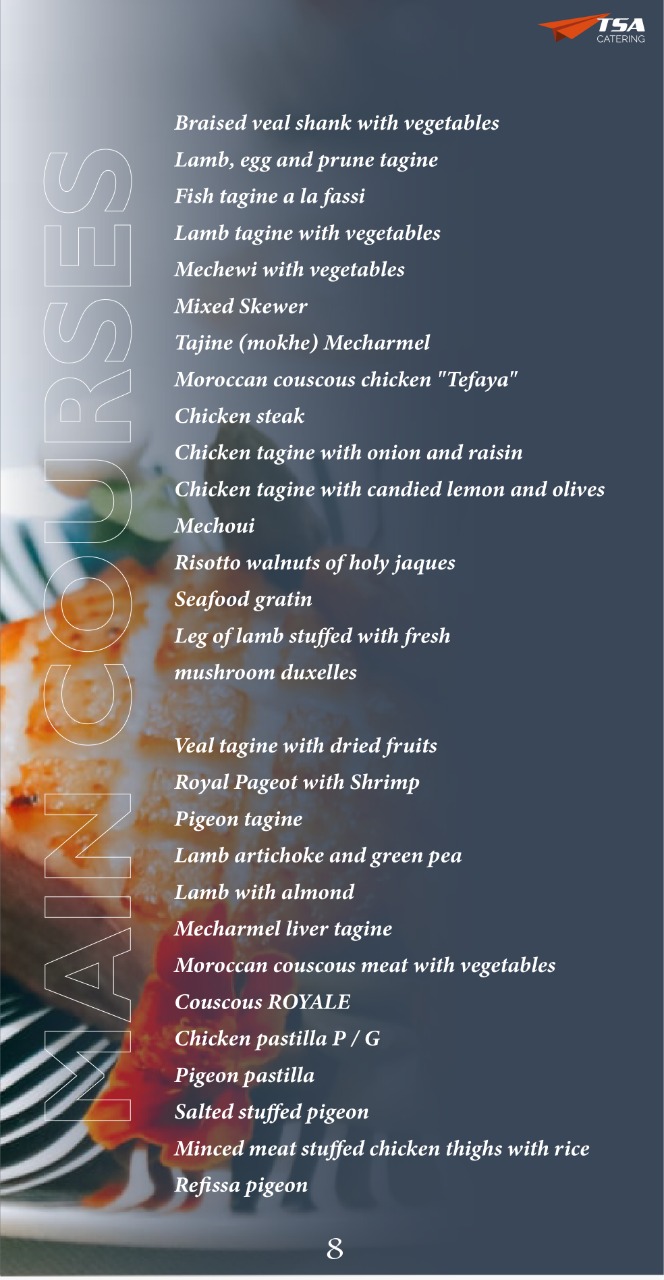 TSA
CATERING
MAIN COURSES
Braised veal shank with vegetables
Lamb, egg and prune tagine
Fish tagine a la fassi
Lamb tagine with vegetables
Mechewi with vegetables
Mixed Skewer
Tajine (mokhe) Mecharmel
Moroccan couscous chicken "Tefaya"
Chicken steak
Chicken tagine with onion and raisin
Chicken tagine with candied lemon and olives
Mechoui
Risotto walnuts of holy jaques
Seafood gratin
Leg of lamb stuffed with fresh
mushroom duxelles
Veal tagine with dried fruits
Royal Pageot with Shrimp
Pigeon tagine
Lamb artichoke and green pea
Lamb with almond
Mecharmel liver tagine
Moroccan couscous meat with vegetables
Couscous ROYALE
Chicken pastilla P / G
Pigeon pastilla
Salted stuffed pigeon
Minced meat stuffed chicken thighs with rice
Refissa pigeon
8